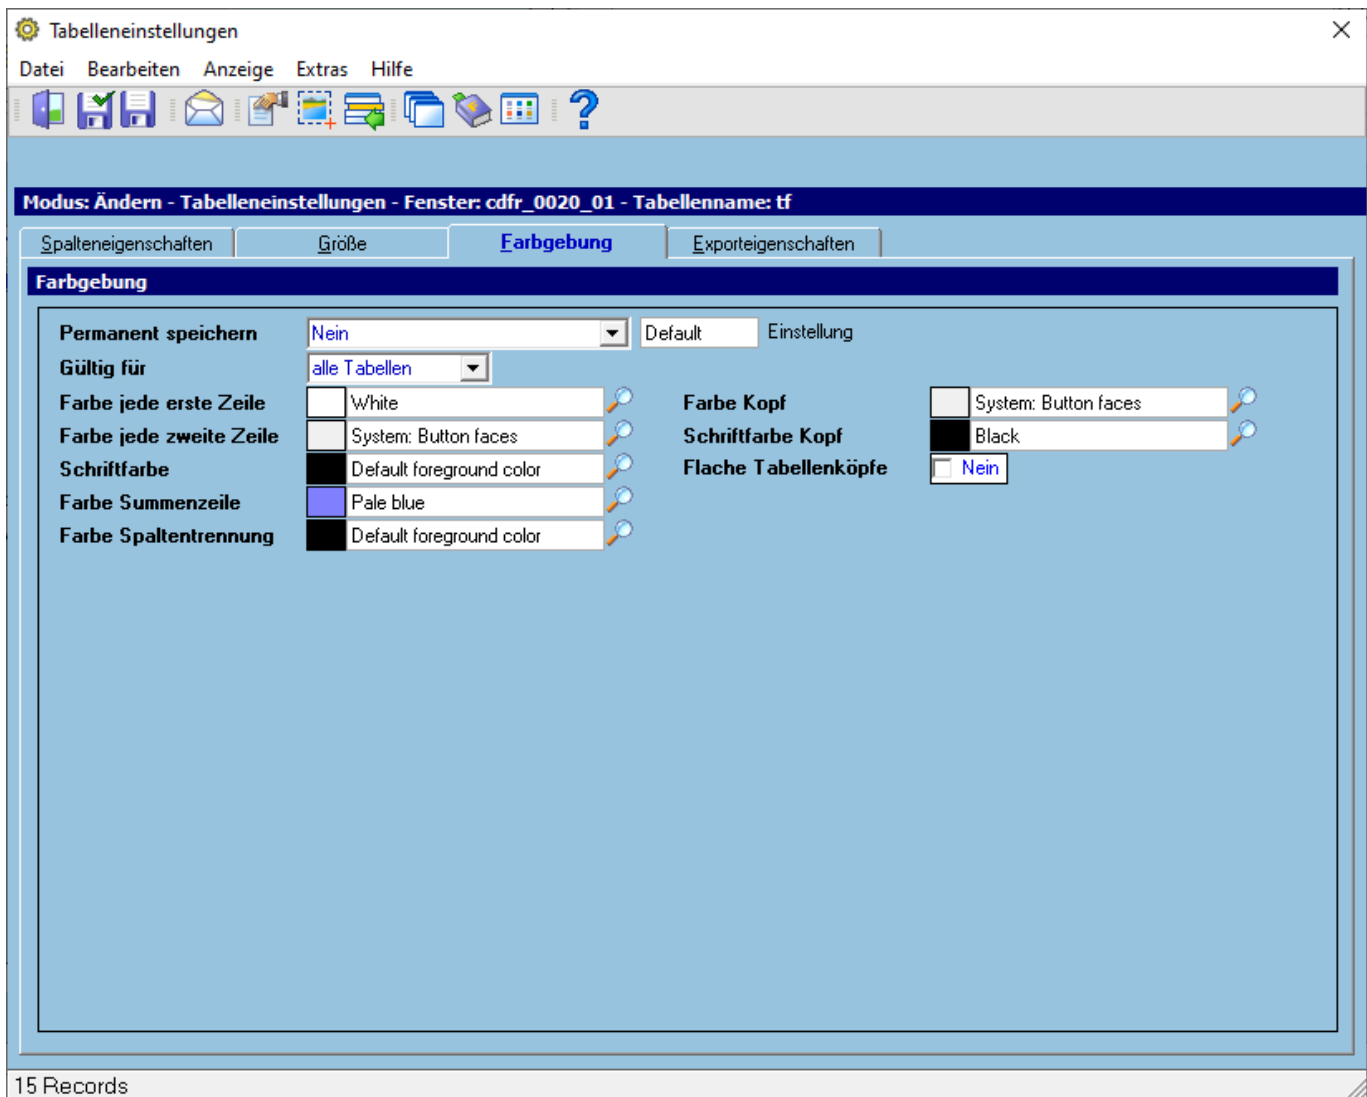 Tabelleneinstellungen
Datei Bearbeiten Anzeige Extras Hilfe
Modus: Ändern - Tabelleneinstellungen - Fenster: cdfr_0020_01 - Tabellenname: tf
Spalteneigenschaften Größe Farbgebung Exporteigenschaften
Farbgebung
Permanent speichern Nein Default Einstellung
Gültig für alle Tabellen
Farbe jede erste Zeile White Farbe Kopf System: Button faces
Farbe jede zweite Zeile System: Button faces Schriftfarbe Kopf Black
Schriftfarbe Default foreground color Flache Tabellenköpfe Nein
Farbe Summenzeile Pale blue
Farbe Spaltentrennung Default foreground color
15 Records